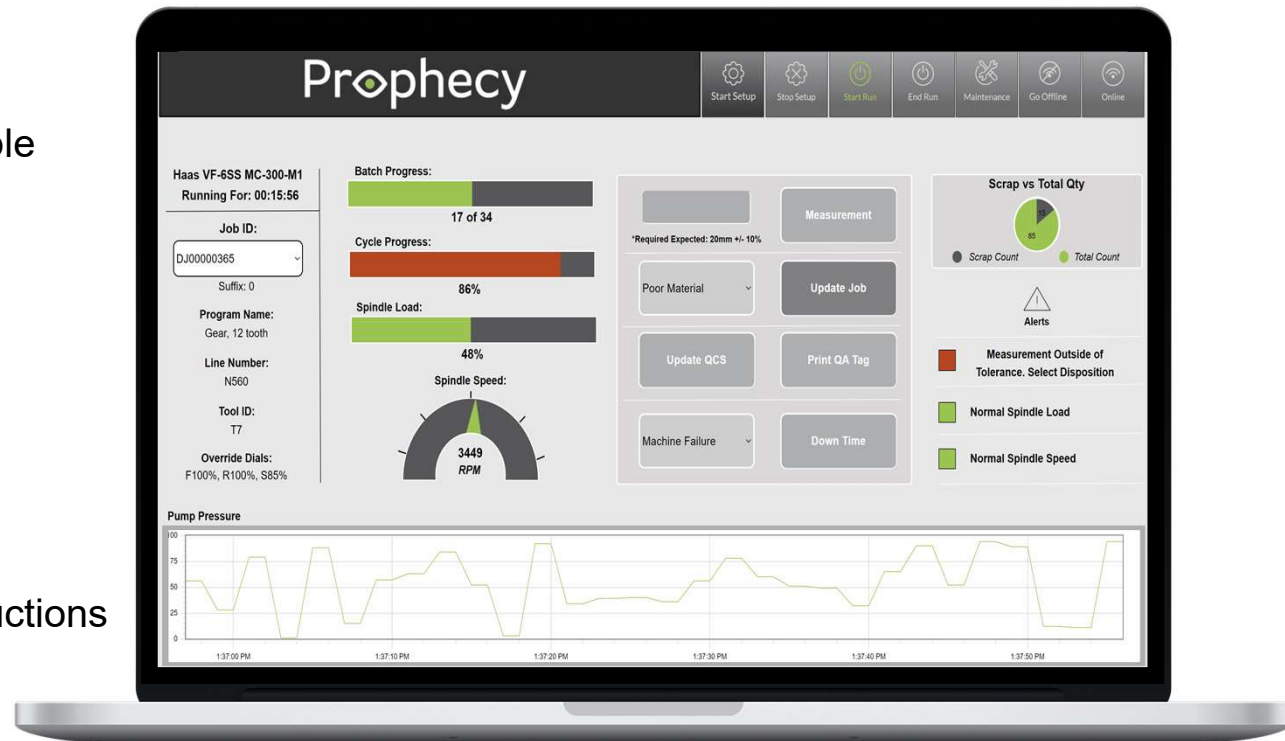 ole
uctions
Prophecy
Start Setup
Stop Setup
Start Run
End Run
Maintenance
Go Offline
Online
Haas VF-6SS MC-300-M1
Running For: 00:15:56
Job ID:
DJ00000365
Suffix: 0
Program Name:
Gear, 12 tooth
Line Number:
N560
Tool ID:
T7
Override Dials:
F100%, R100%, S85%
Batch Progress:
17 of 34
Cycle Progress:
86%
Spindle Load:
48%
Spindle Speed:
3449
RPM
Measurement
*Required Expected: 20mm +/- 10%
Poor Material
Update Job
Update QCS
Print QA Tag
Machine Failure
Down Time
Scrap vs Total Qty
85
Scrap Count
Total Count
Alerts
Measurement Outside of
Tolerance. Select Disposition
Normal Spindle Load
Normal Spindle Speed
Pump Pressure
100
75
50
25
0
1:37:00 PM
1:37:10 PM
1:37:20 PM
1:37:30 PM
1:37:40 PM
1:37:50 PM